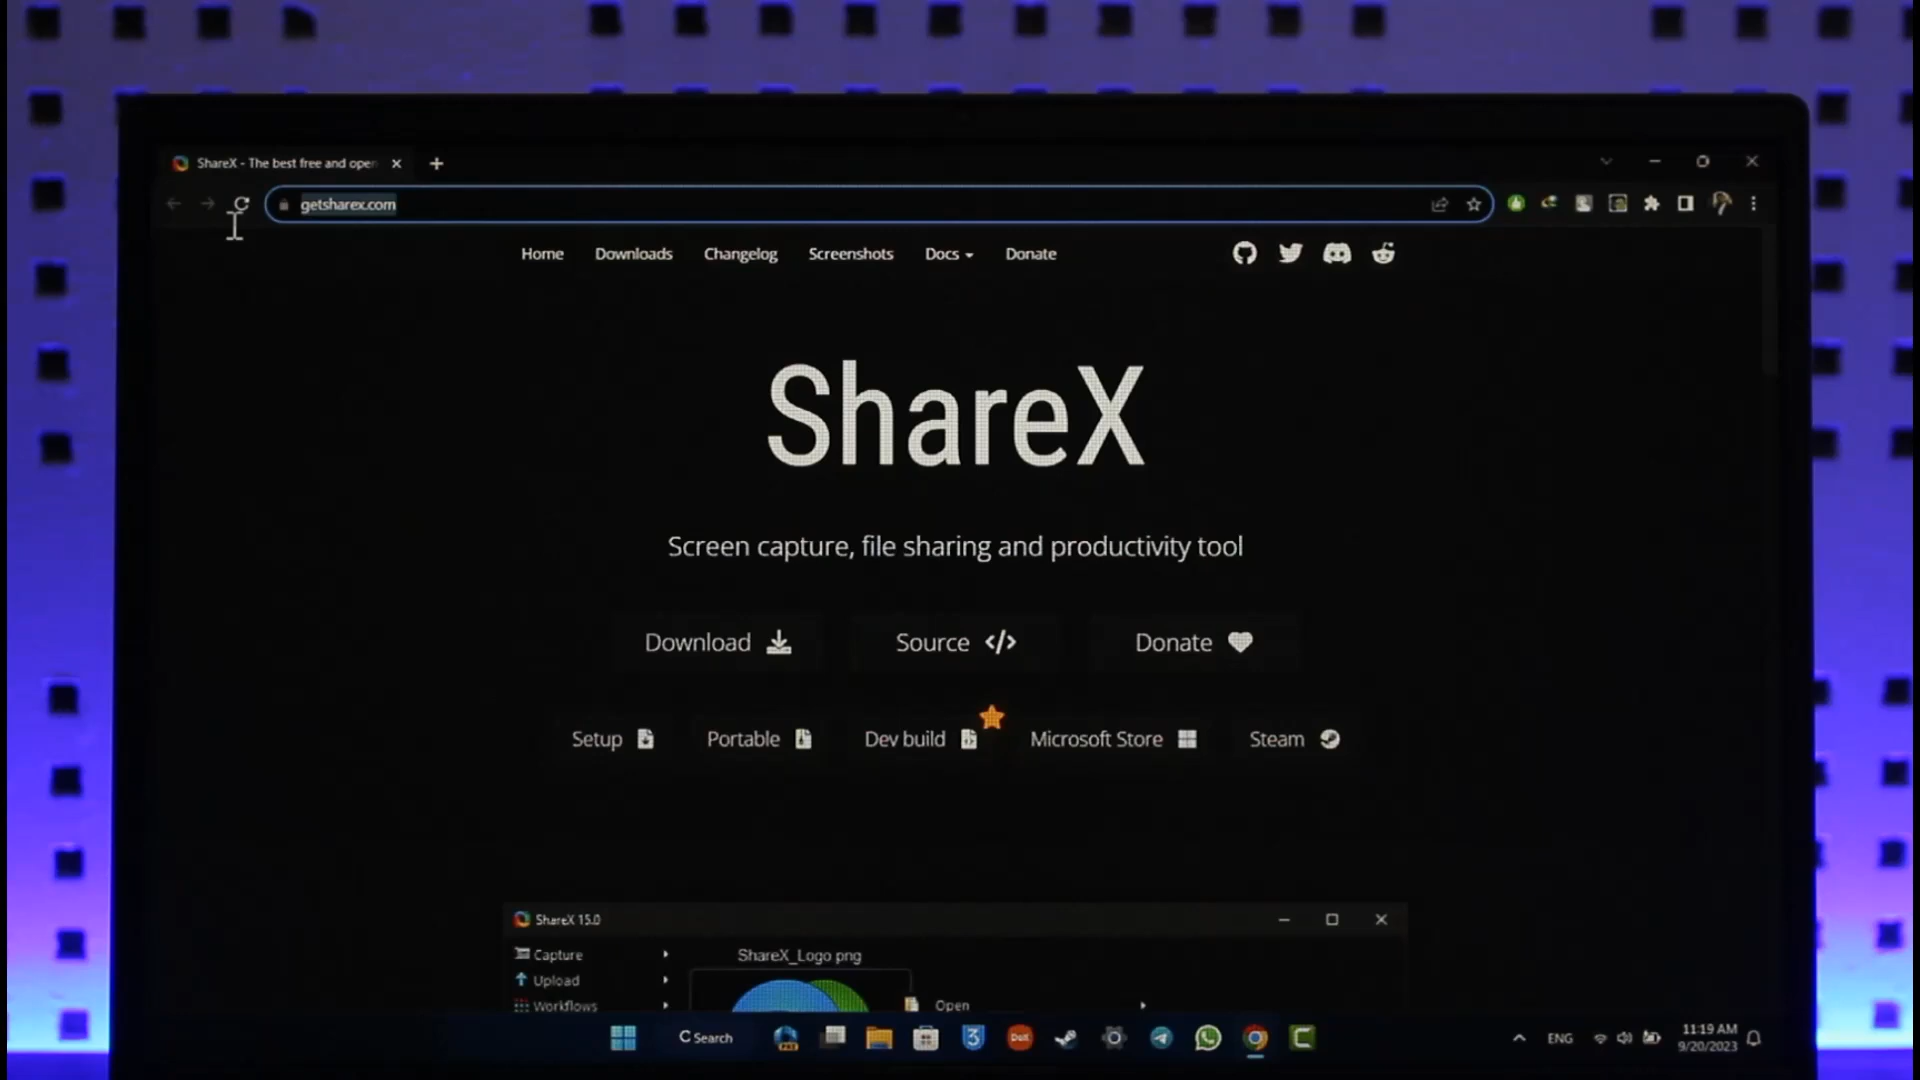 ShareX - The best free and open
getsharex.com
Home Downloads Changelog Screenshots Docs Donate
ShareX
Screen capture, file sharing and productivity tool
Download Source </> Donate
Setup Portable Dev build Microsoft Store Steam
ShareX 15.0
Capture ShareX_Logo png
Upload
Workflows Open
Search ENG 11:19 AM
9/20/2023